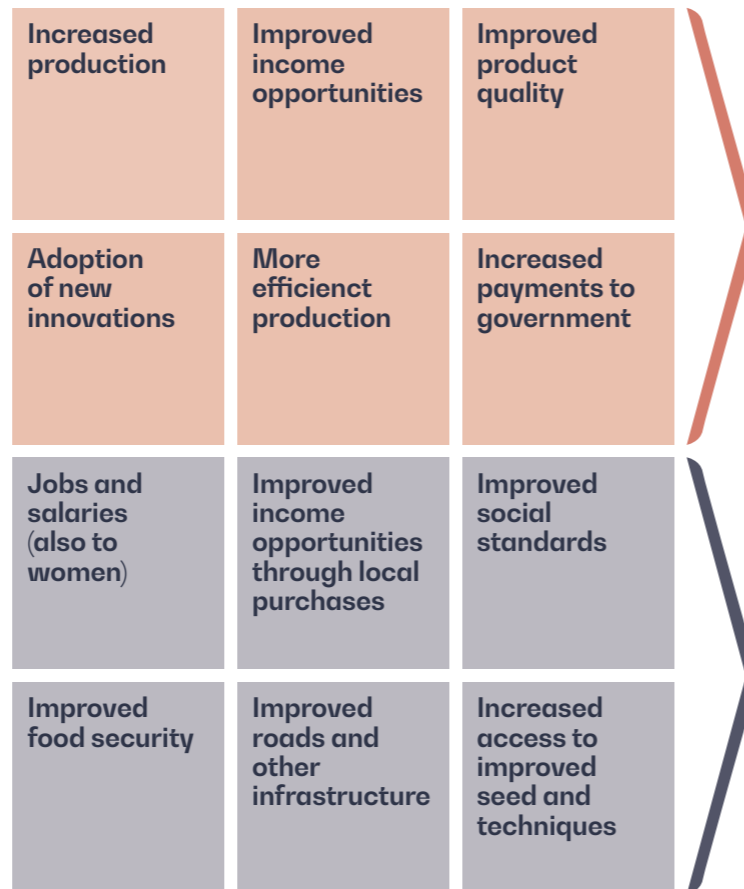 Increased
production
Improved
income
opportunities
Improved
product
quality
Adoption
of new
innovations
More
efficienct
production
Increased
payments to
government
Jobs and
salaries
(also to
women)
Improved
income
opportunities
through local
purchases
Improved
social
standards
Improved
food security
Improved
roads and
other
infrastructure
Increased
access to
improved
seed and
techniques